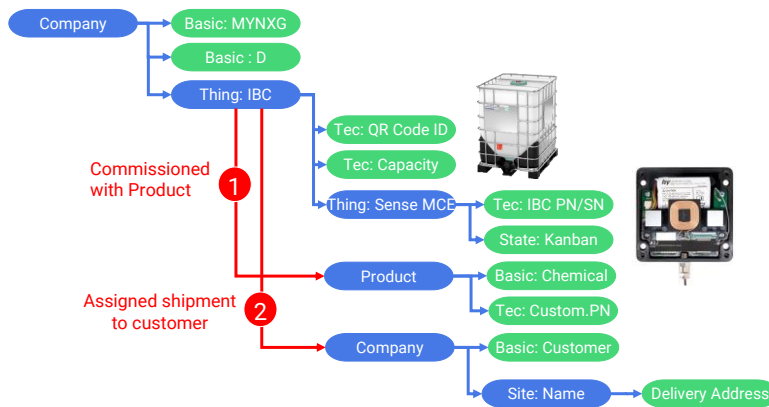 Company
Basic: MYNXG
Basic : D
Thing: IBC
Tec: QR Code ID
Tec: Capacity
Commissioned
with Product
1
Thing: Sense MCE
Tec: IBC PN/SN
State: Kanban
Product
Basic: Chemical
Tec: Custom.PN
Assigned shipment
to customer
2
Company
Basic: Customer
Site: Name
Delivery Address